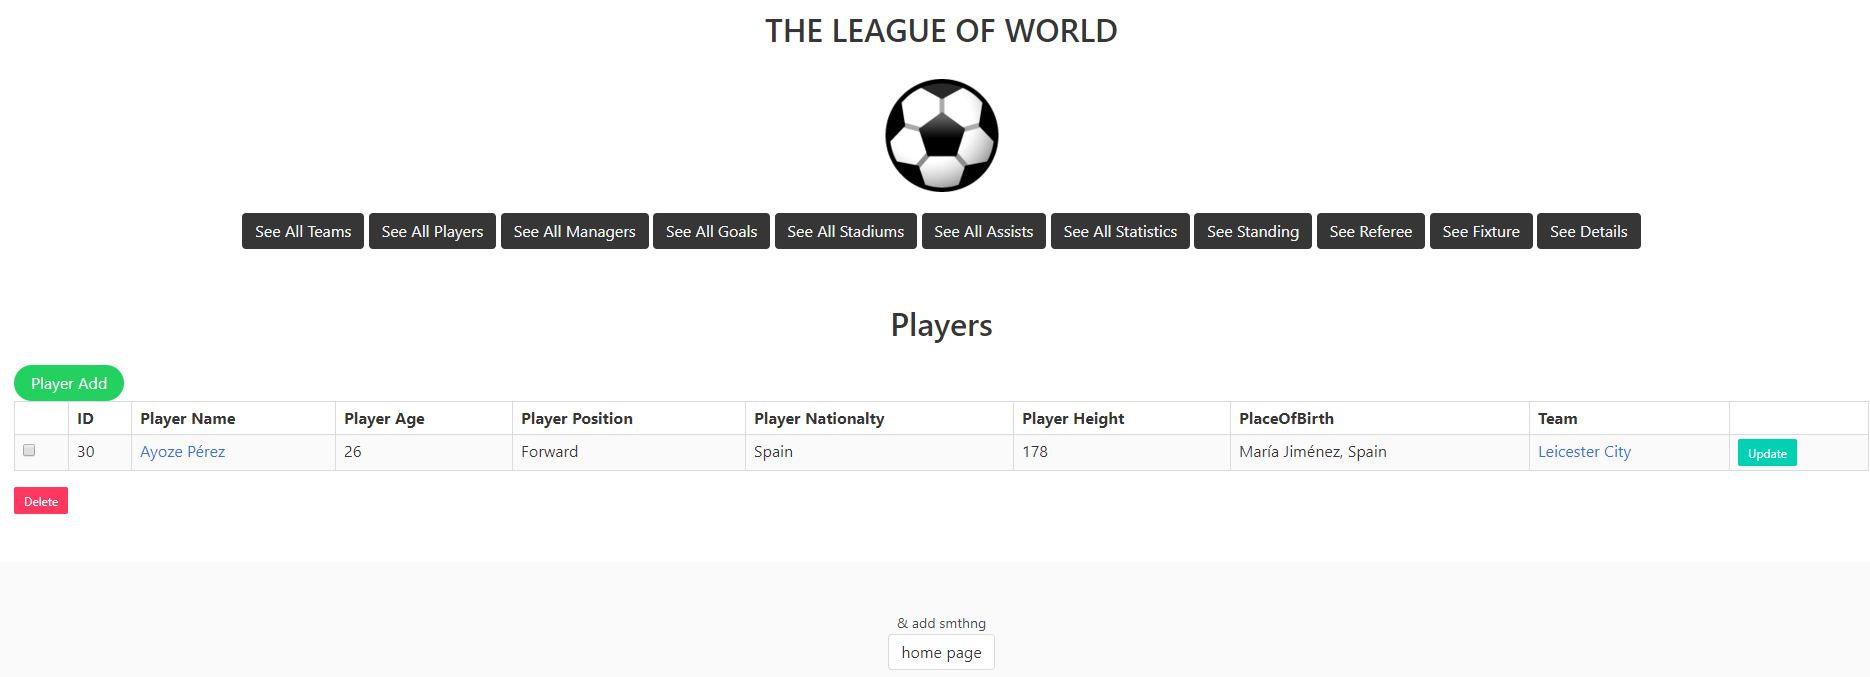 THE LEAGUE OF WORLD
See All Teams See All Players See All Managers See All Goals See All Stadiums See All Assists See All Statistics See Standing See Referee See Fixture See Details
Players
Player Add
ID Player Name Player Age Player Position Player Nationalty Player Height PlaceOfBirth Team
30 Ayoze Pérez 26 Forward Spain 178 María Jiménez, Spain Leicester City Update
Delete
& add smthng
home page